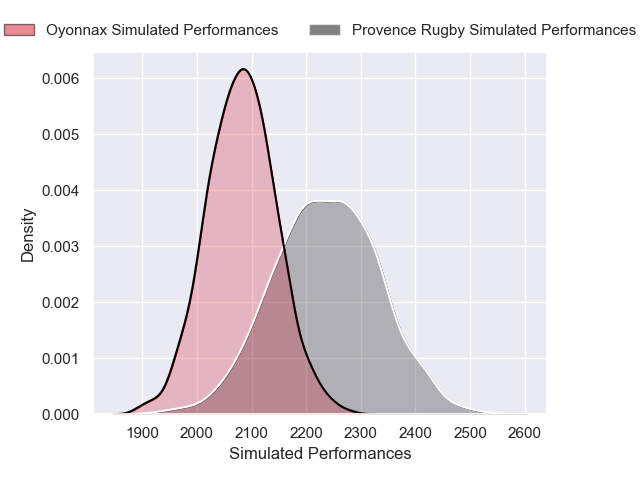 Oyonnax Simulated Performances Provence Rugby Simulated Performances
0.006
0.005
0.004
0.003
0.002
0.001
0.000
Density
1900 2000 2100 2200 2300 2400 2500 2600
Simulated Performances